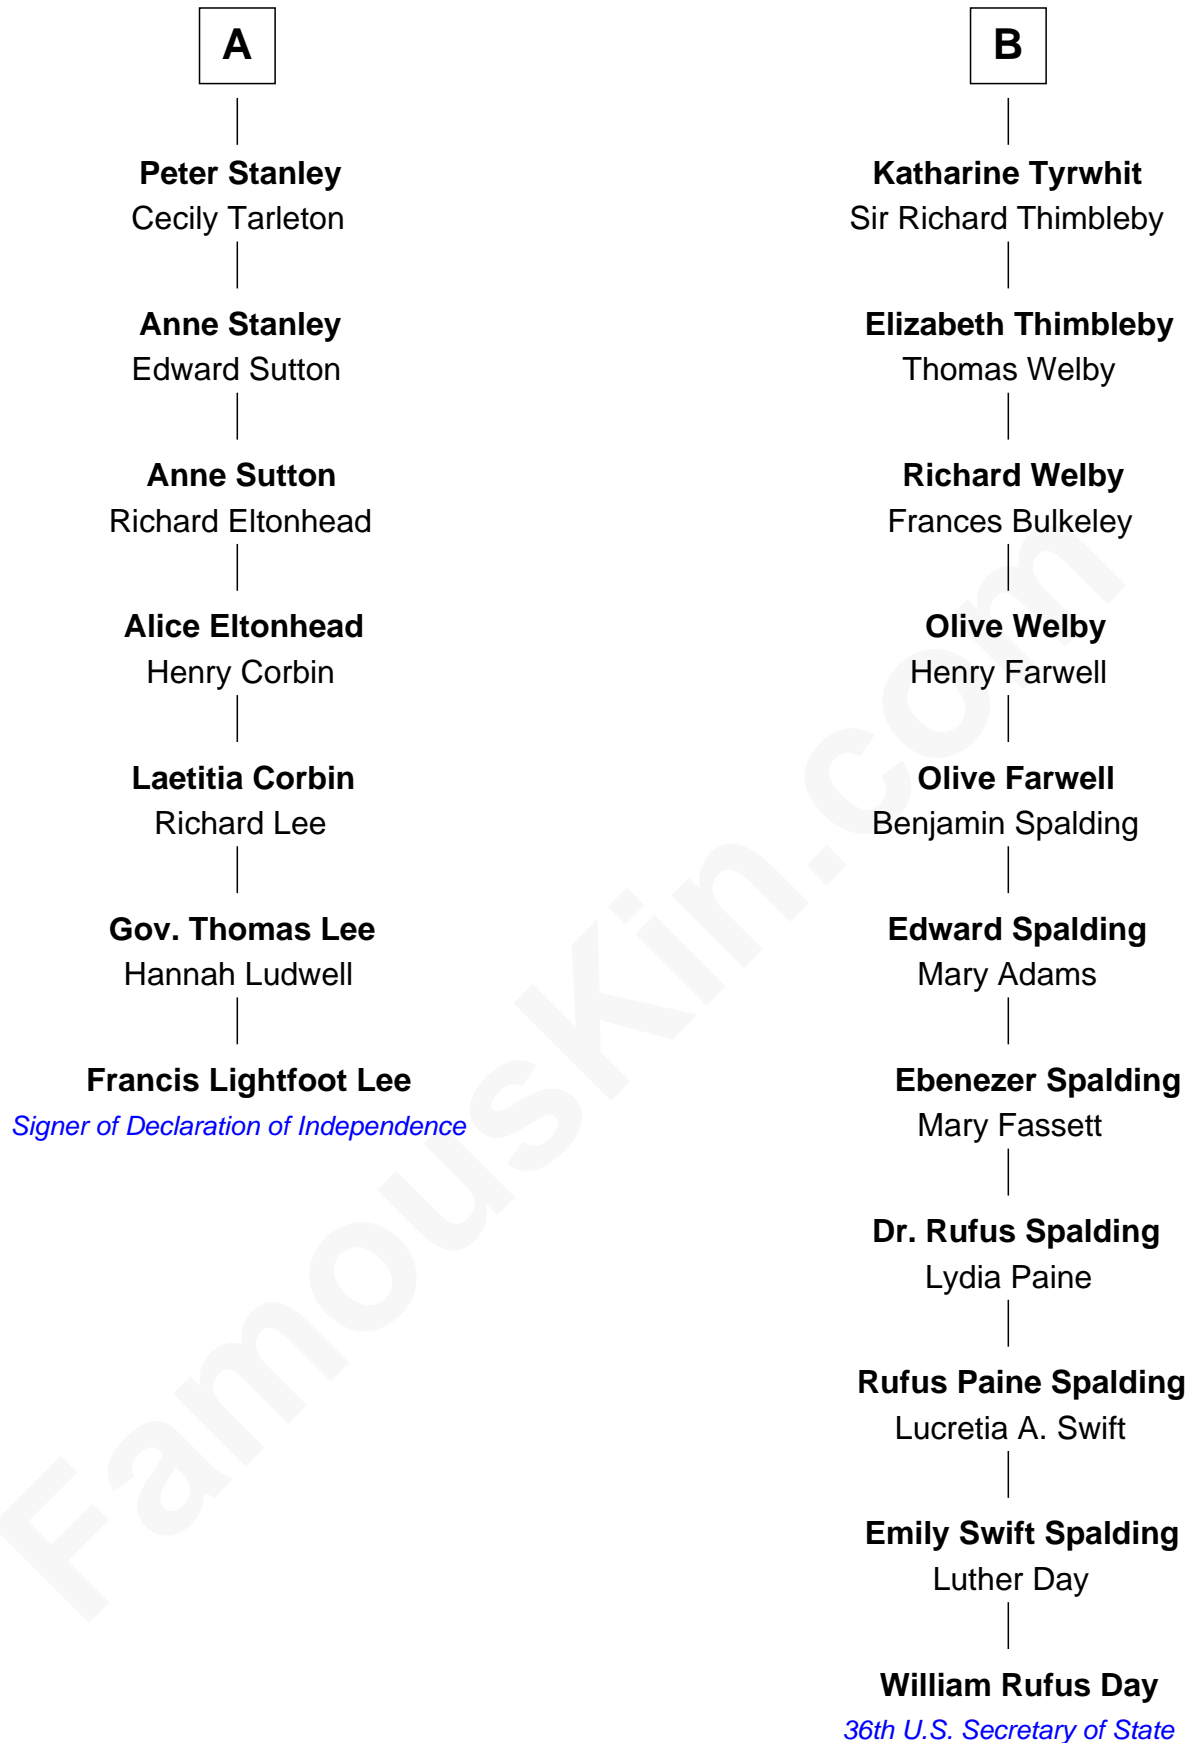 A
Peter Stanley
Cecily Tarleton
Anne Stanley
Edward Sutton
Anne Sutton
Richard Eltonhead
Alice Eltonhead
Henry Corbin
Laetitia Corbin
Richard Lee
Gov. Thomas Lee
Hannah Ludwell
Francis Lightfoot Lee
Signer of Declaration of Independence
B
Katharine Tyrwhit
Sir Richard Thimbleby
Elizabeth Thimbleby
Thomas Welby
Richard Welby
Frances Bulkeley
Olive Welby
Henry Farwell
Olive Farwell
Benjamin Spalding
Edward Spalding
Mary Adams
Ebenezer Spalding
Mary Fassett
Dr. Rufus Spalding
Lydia Paine
Rufus Paine Spalding
Lucretia A. Swift
Emily Swift Spalding
Luther Day
William Rufus Day
36th U.S. Secretary of State
FamousKin.com